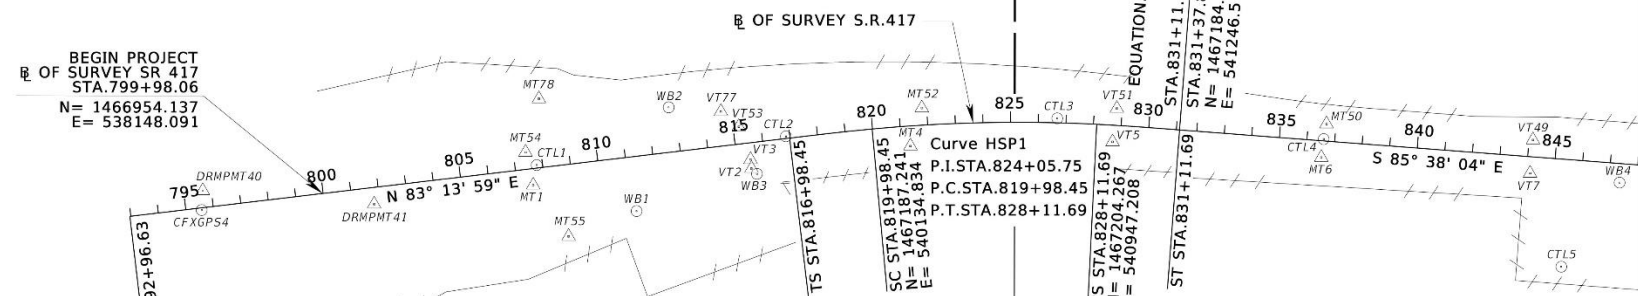 ℄ OF SURVEY S.R.417
BEGIN PROJECT
℄ OF SURVEY SR 417
STA.799+98.06
N= 1466954.137
E= 538148.091
EQUATION.
STA.831+11.
STA.831+37.
N= 1467184.
E= 541246.5
MT78
WB2
VT77
VT53
MT52
CTL3
VT51
MT50
VT49
795
800
805
810
815
820
825
830
835
840
845
DRMPMT40
CFXGPS4
DRMPMT41
N 83° 13' 59" E
MT54
CTL1
MT1
MT55
WB1
CTL2
VT3
VT2
WB3
MT4
VT5
CTL4
MT6
S 85° 38' 04" E
VT7
WB4
CTL5
Curve HSP1
P.I.STA.824+05.75
P.C.STA.819+98.45
P.T.STA.828+11.69
92+96.63
TS STA.816+98.45
SC STA.819+98.45
N= 1467187.241
E= 540134.834
S STA.828+11.69
= 1467204.267
= 540947.208
ST STA.831+11.69